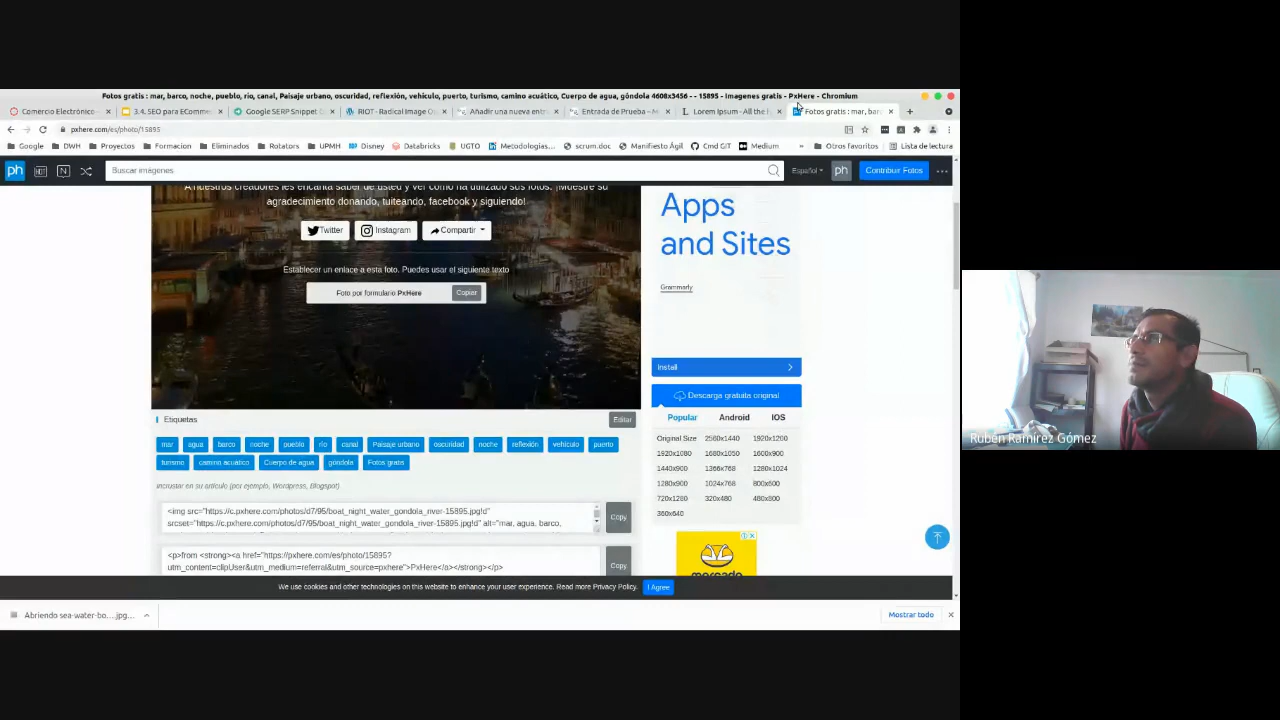 Fotos gratis : mar, barco, noche, pueblo, río, canal, Paisaje urbano, oscuridad, reflexión, vehículo, puerto, turismo, camino acuático, Cuerpo de agua, góndola 4608x3456 - - 15895 - Imagenes gratis - PxHere - Chromium
Comercio Electrónico
3.4. SEO para EComme
Google SERP Snippet
RIOT - Radical Image O
Añadir una nueva entr
Entrada de Prueba –
Lorem Ipsum - All the
Fotos gratis : mar, bar
pxhere.com/es/photo/15895
Google DWH Proyectos Formacion Eliminados Rotators UPMH Disney Databricks UGTO Metodologías... scrum.doc Manifiesto Ágil Cmd GIT Medium » Otros favoritos Lista de lectura
ph Buscar imágenes Español ph Contribuir Fotos
A nuestros creadores les encanta saber de usted y ver cómo ha utilizado sus fotos. ¡Muestre su
agradecimiento donando, tuiteando, facebook y siguiendo!
Twitter Instagram Compartir
Establecer un enlace a esta foto. Puedes usar el siguiente texto
Foto por formulario PxHere Copiar
Apps
and Sites
Grammarly
Install
Descarga gratuita original
Popular Android IOS
Original Size 2560x1440 1920x1200
1920x1080 1680x1050 1600x900
1440x900 1366x768 1280x1024
1280x900 1024x768 800x600
720x1280 320x480 480x800
360x640
Etiquetas Editar
mar agua barco noche pueblo río canal Paisaje urbano oscuridad noche reflexión vehículo puerto
turismo camino acuático Cuerpo de agua góndola Fotos gratis
Incrustar en su artículo (por ejemplo, Wordpress, Blogspot)
<img src="https://c.pxhere.com/photos/d7/95/boat_night_water_gondola_river-15895.jpg!d"
srcset="https://c.pxhere.com/photos/d7/95/boat_night_water_gondola_river-15895.jpg!d" alt="mar, agua, barco,
Copy
<p>from <strong><a href="https://pxhere.com/es/photo/15895?
utm_content=clipUser&utm_medium=referral&utm_source=pxhere">PxHere</a></strong></p>
Copy
mercado
We use cookies and other technologies on this website to enhance your user experience. Read more Privacy Policy. I Agree
Abriendo sea-water-bo....jpg...
Mostrar todo
Rubén Ramírez Gómez